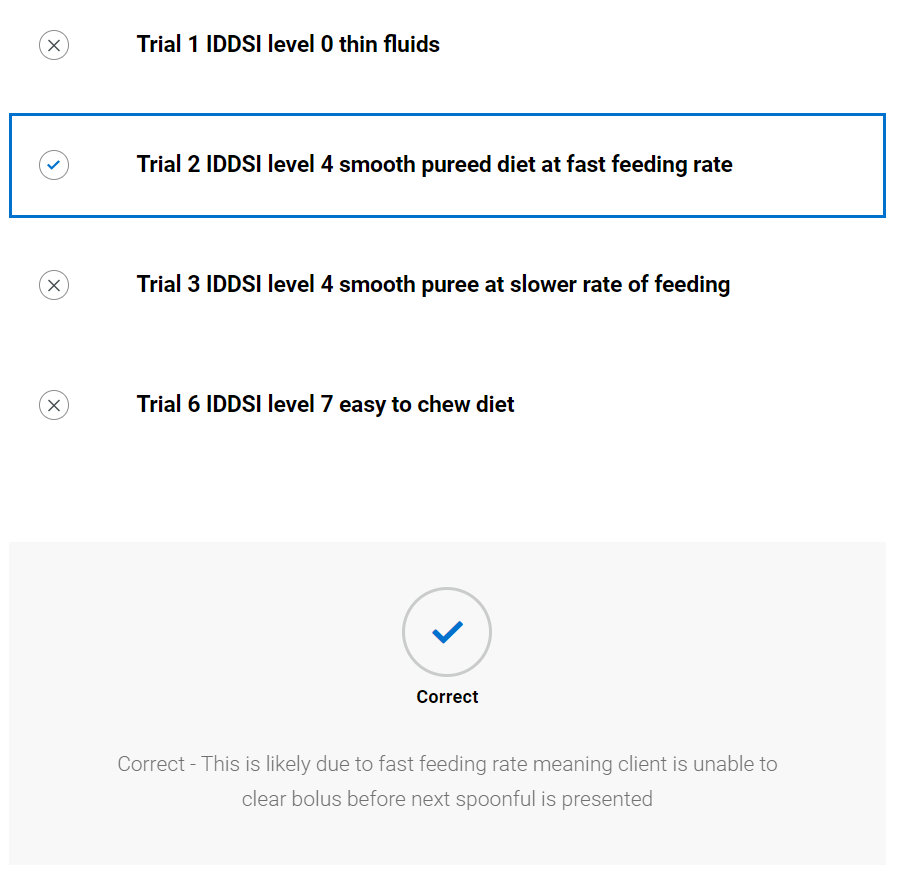 Trial 1 IDDSI level 0 thin fluids
Trial 2 IDDSI level 4 smooth pureed diet at fast feeding rate
Trial 3 IDDSI level 4 smooth puree at slower rate of feeding
Trial 6 IDDSI level 7 easy to chew diet
Correct
Correct - This is likely due to fast feeding rate meaning client is unable to
clear bolus before next spoonful is presented